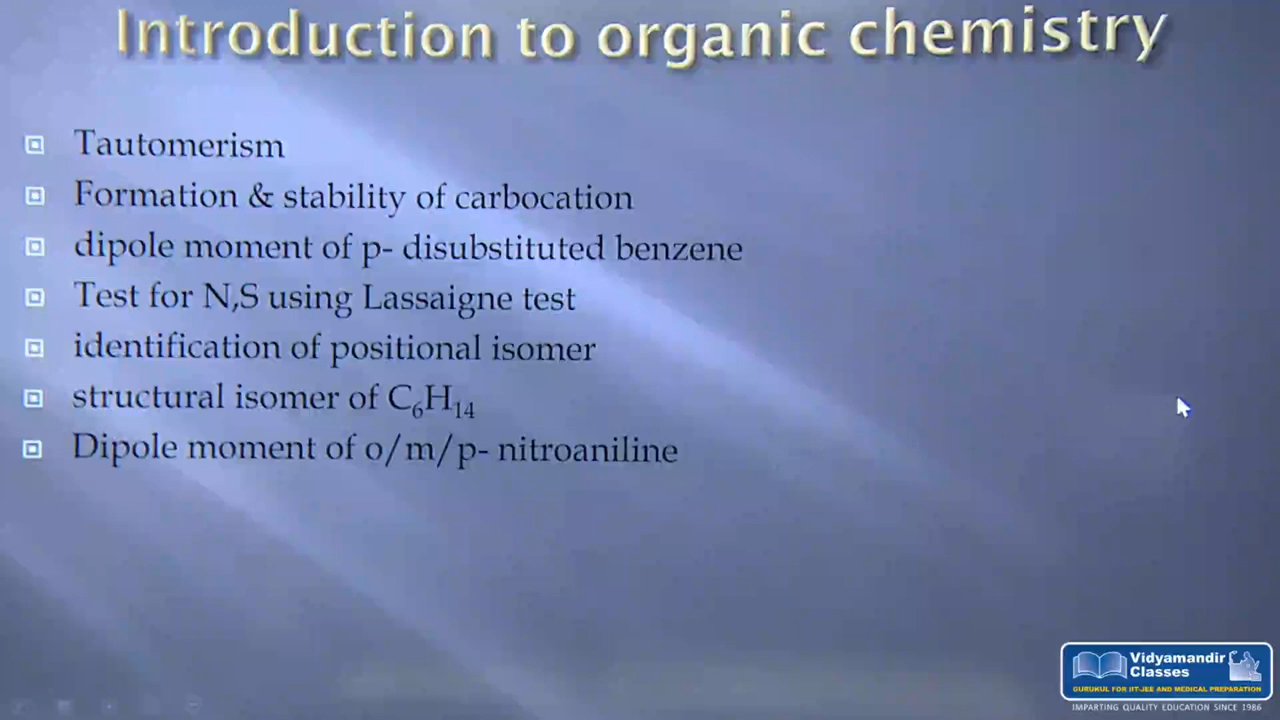 Introduction to organic chemistry
Tautomerism
Formation & stability of carbocation
dipole moment of p- disubstituted benzene
Test for N,S using Lassaigne test
identification of positional isomer
structural isomer of C₆H₁₄
Dipole moment of o/m/p- nitroaniline
Vidyamandir
Classes
GURUKUL FOR IIT-JEE AND MEDICAL PREPARATION
IMPARTING QUALITY EDUCATION SINCE 1986